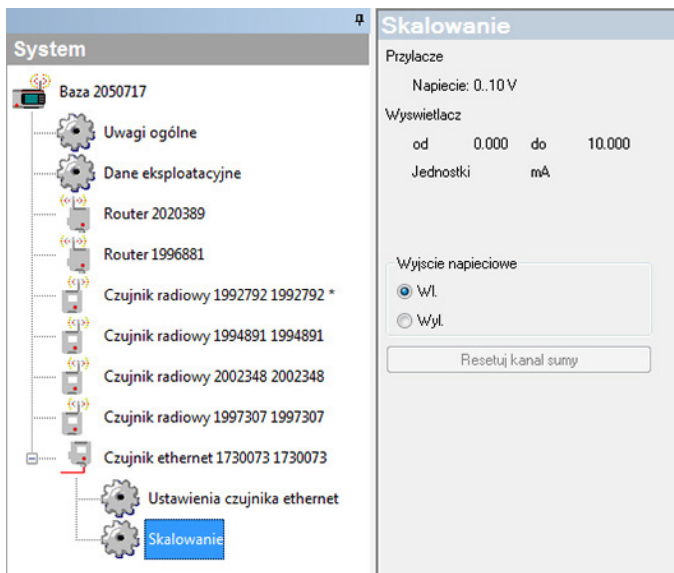 System
Baza 2050717
Uwagi ogólne
Dane eksploatacyjne
Router 2020389
Router 1996881
Czujnik radiowy 1992792 1992792 *
Czujnik radiowy 1994891 1994891
Czujnik radiowy 2002348 2002348
Czujnik radiowy 1997307 1997307
Czujnik ethernet 1730073 1730073
Ustawienia czujnika ethernet
Skalowanie
Skalowanie
Przylacze
Napiecie: 0..10 V
Wyswietlacz
od 0.000 do 10.000
Jednostki mA
Wyjscie napieciowe
Wl.
Wyl.
Resetuj kanal sumy